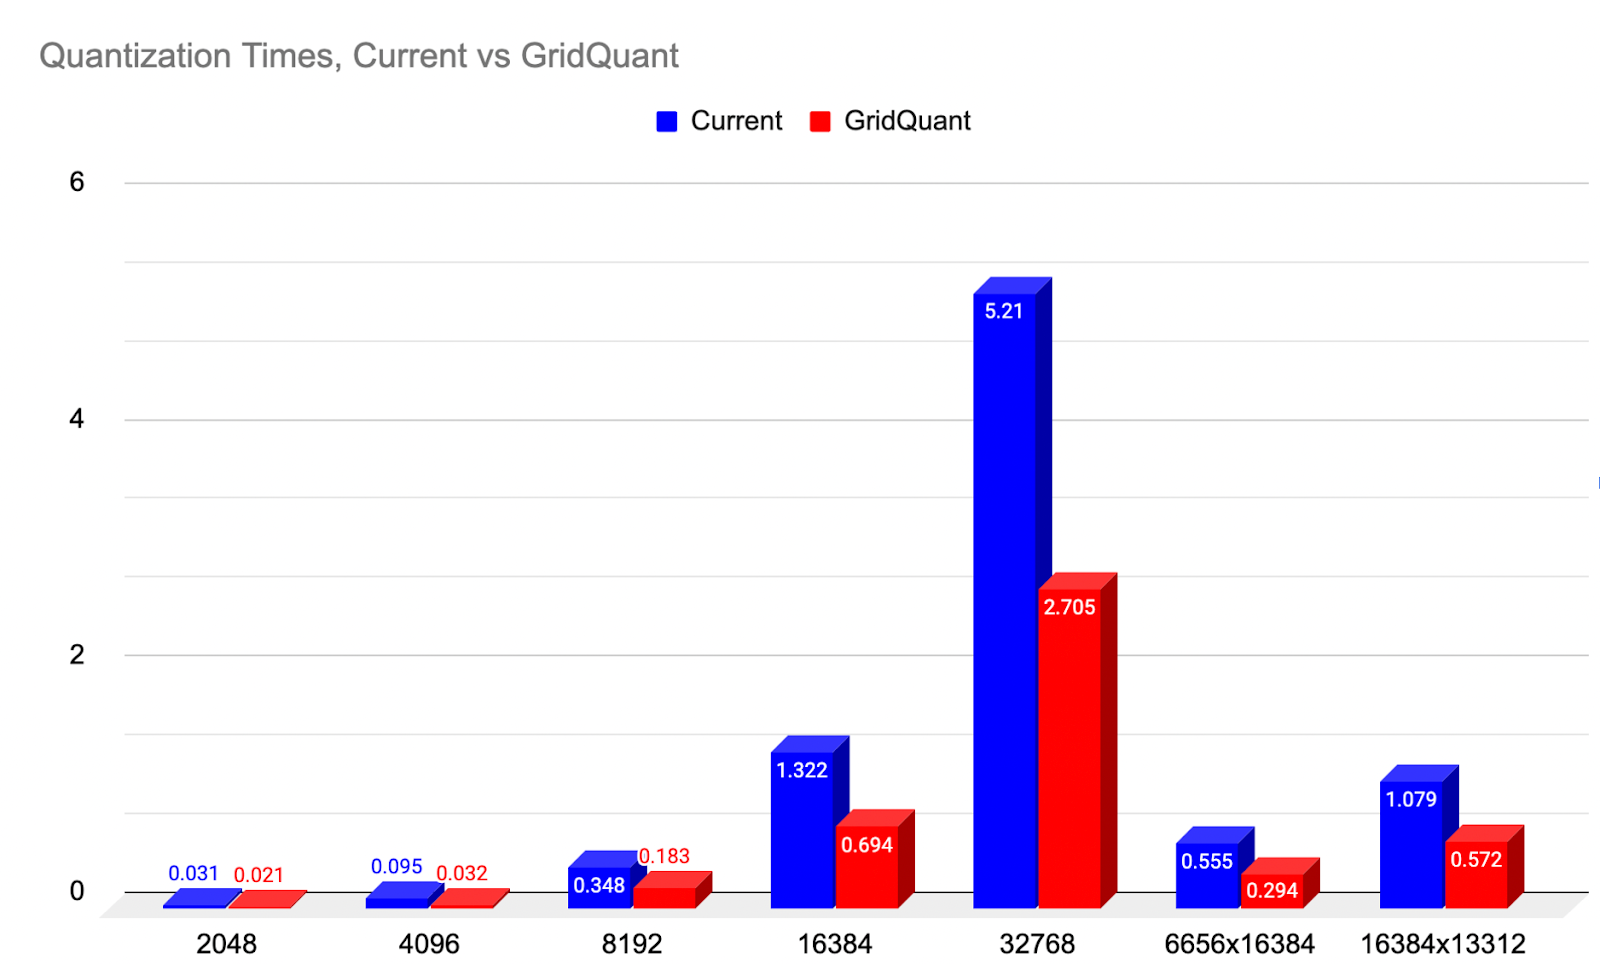 Quantization Times, Current vs GridQuant
Current GridQuant
6
4
2
0
0.031 0.021 0.095 0.032 0.348 0.183 1.322 0.694 5.21 2.705 0.555 0.294 1.079 0.572
2048 4096 8192 16384 32768 6656x16384 16384x13312